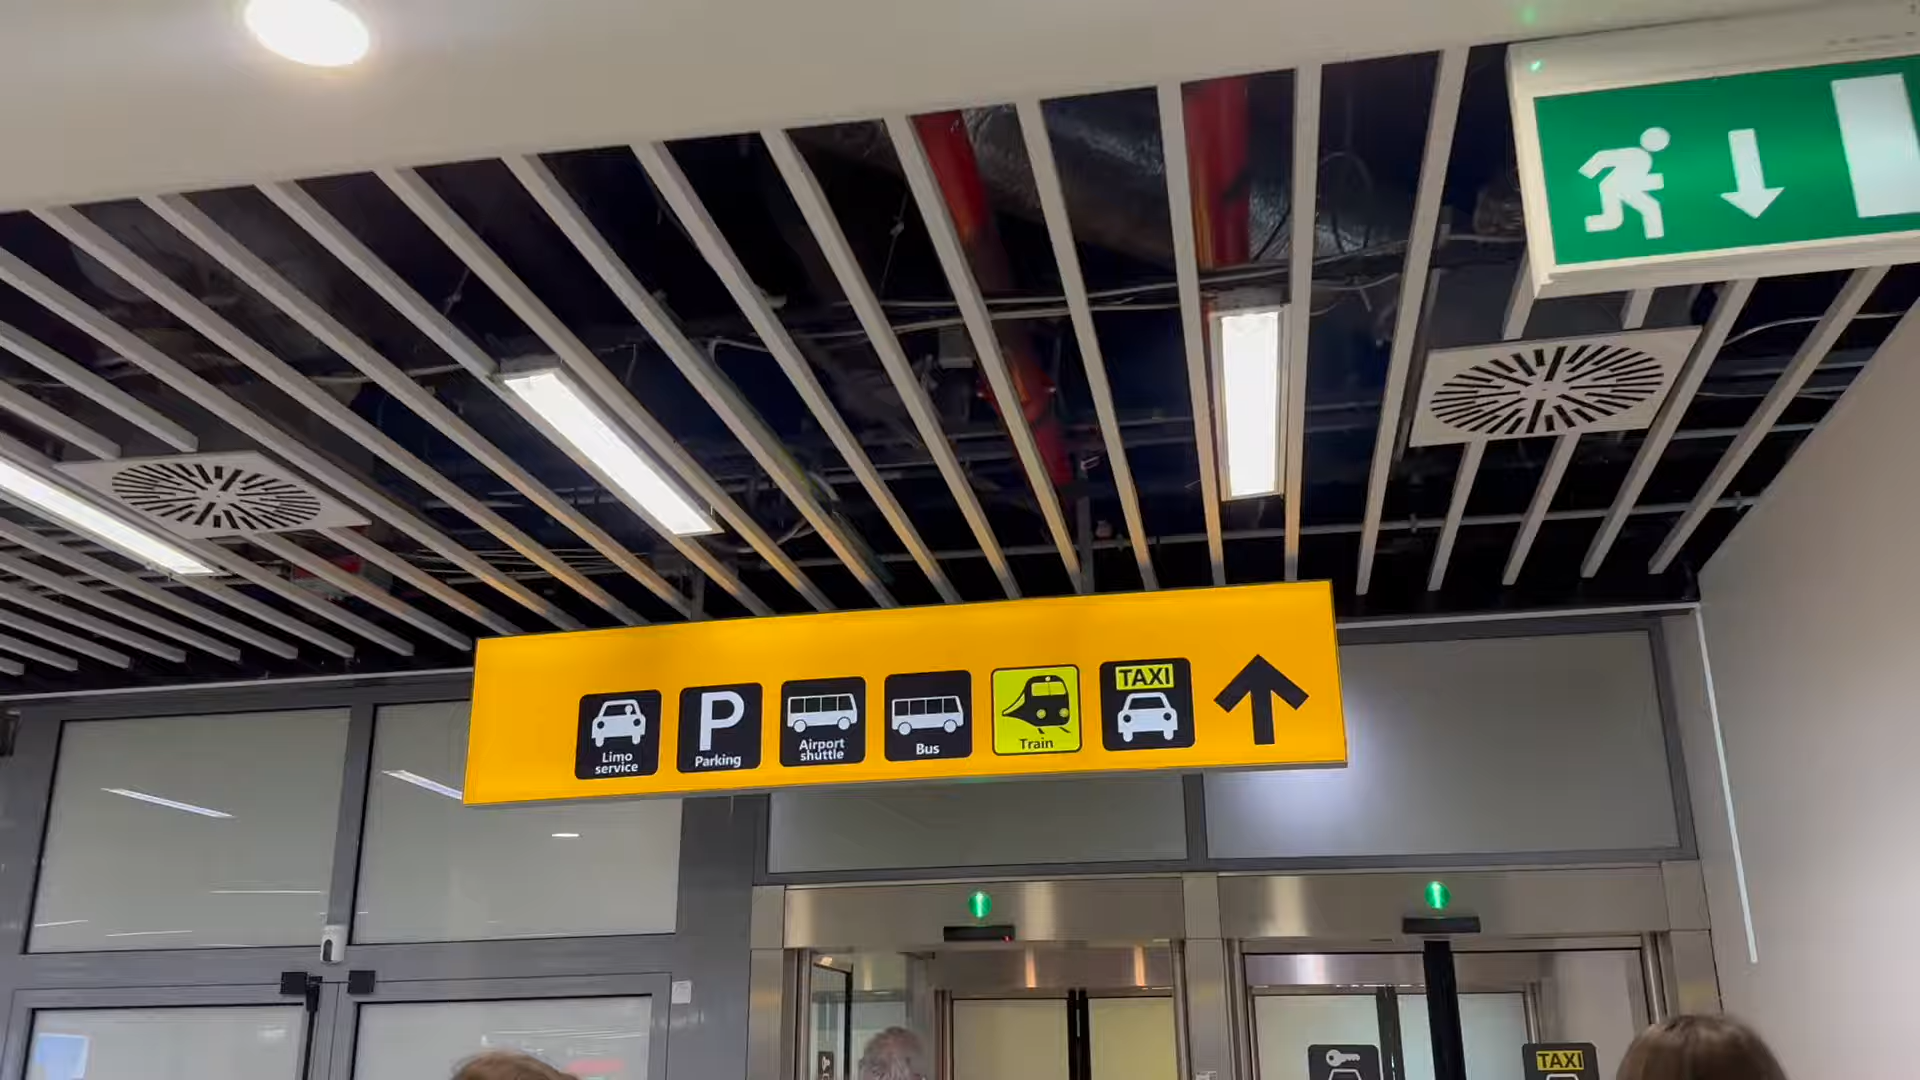 Limo
service
P
Parking
Airport
shuttle
Bus
Train
TAXI
TAXI